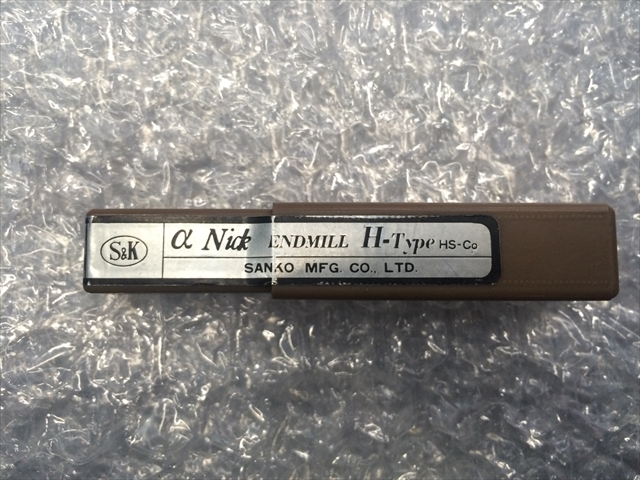 S&K
α Nick ENDMILL H-Type HS-Co
SANKO MFG. CO., LTD.